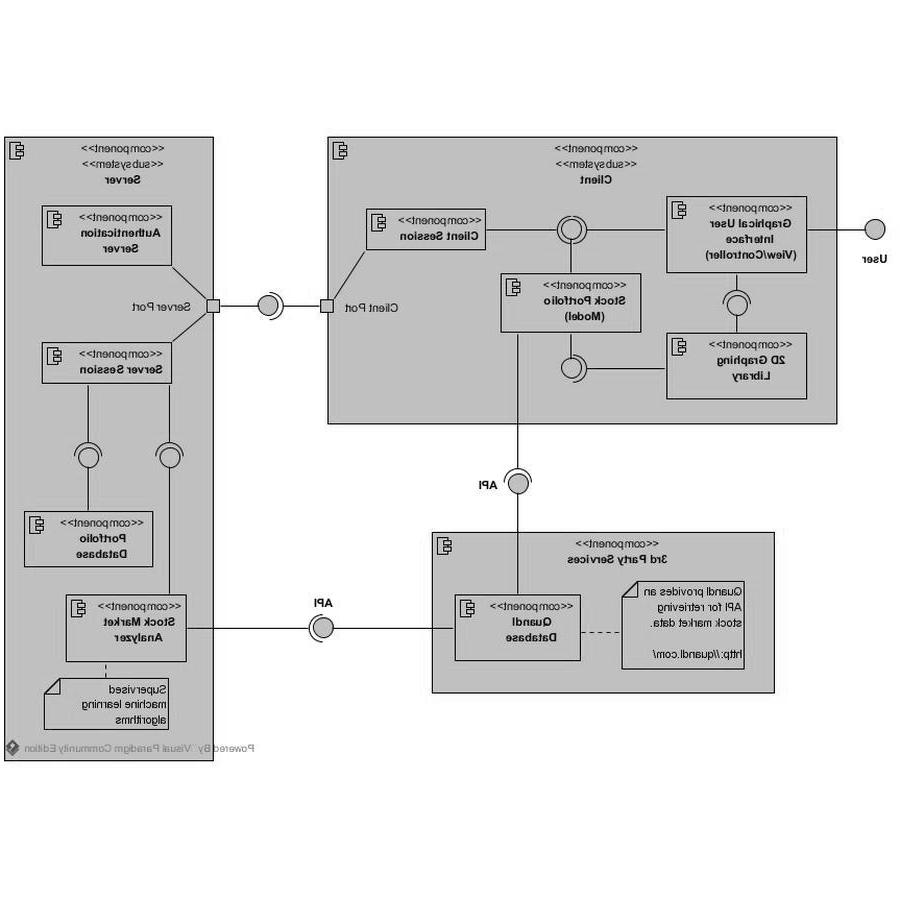 <<component>>
<<subsystem>>
Client
<<component>>
Graphical User
Interface
(View/Controller)
User
<<component>>
Client Session
<<component>>
Stock Portfolio
(Model)
<<component>>
2D Graphing
Library
Client Port
<<component>>
<<subsystem>>
Server
<<component>>
Authentication
Server
Server Port
<<component>>
Server Session
<<component>>
Portfolio
Database
<<component>>
Stock Market
Analyzer
Supervised
machine learning
algorithms
API
API
<<component>>
3rd Party Services
<<component>>
Quandl
Database
Quandl provides an
API for retrieving
stock market data.
http://quandl.com/
Powered By Visual Paradigm Community Edition